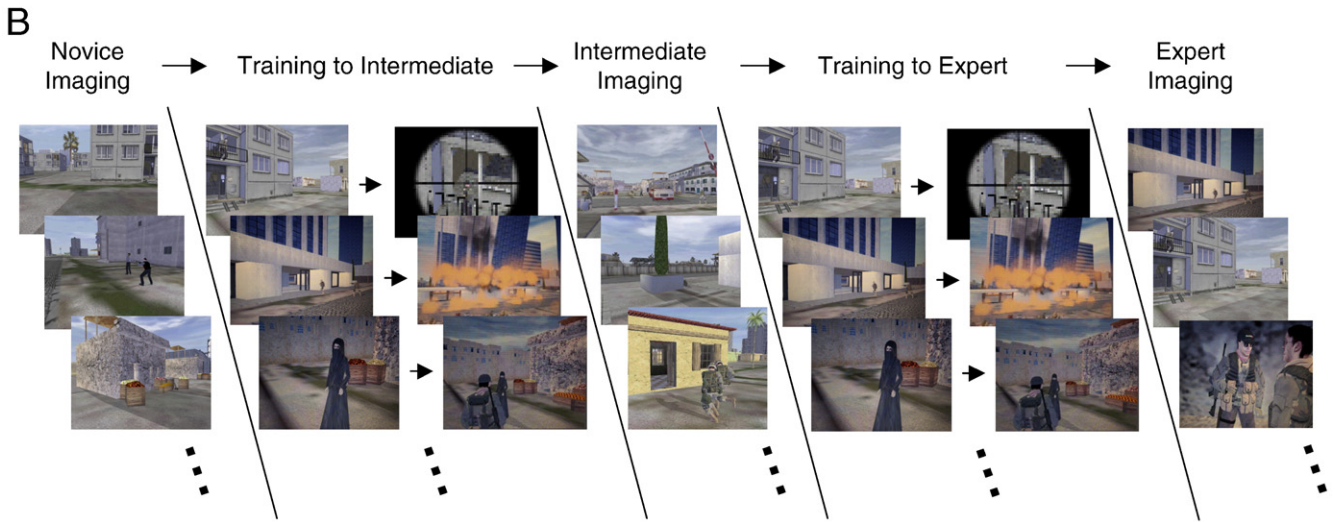 B
Novice
Imaging
Training to Intermediate
Intermediate
Imaging
Training to Expert
Expert
Imaging